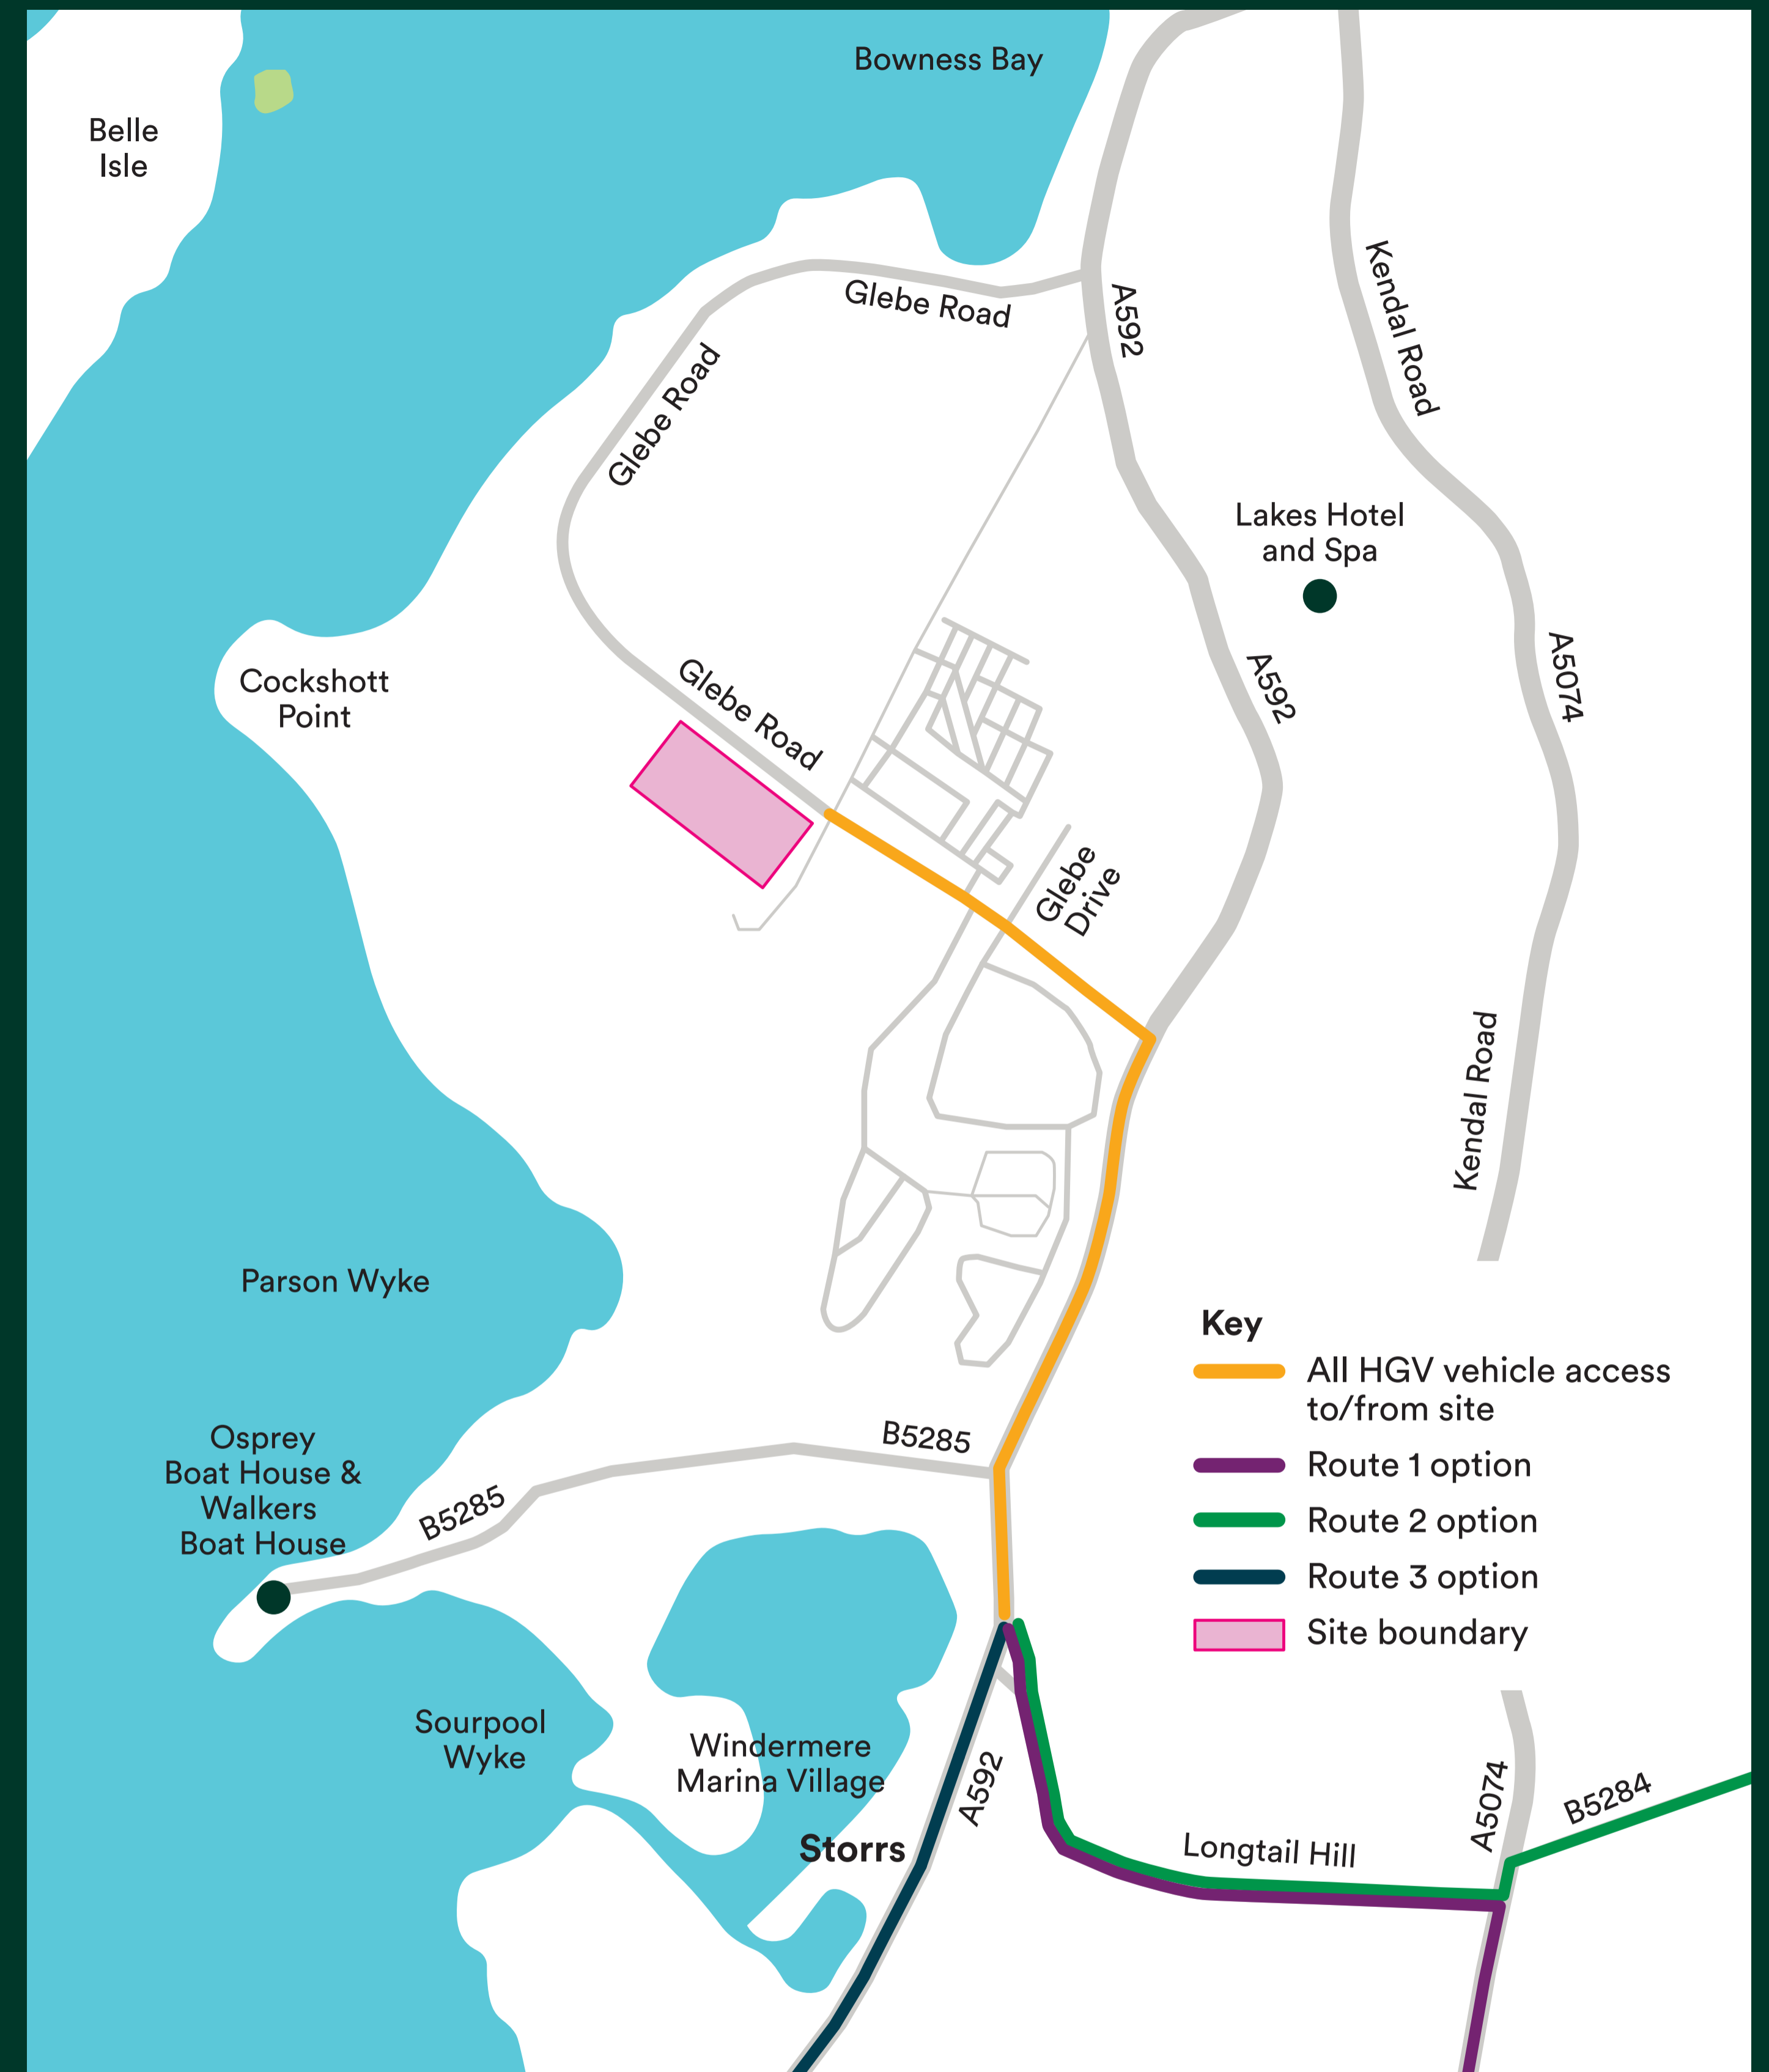 Bowness Bay
Belle
Isle
Glebe Road
A592
Kendal Road
Glebe Road
Lakes Hotel
and Spa
A592
A5074
Cockshott
Point
Glebe Road
Glebe
Drive
Kendal Road
Parson Wyke
Key
All HGV vehicle access
to/from site
Route 1 option
Route 2 option
Route 3 option
Site boundary
B5285
Osprey
Boat House &
Walkers
Boat House
B5285
Sourpool
Wyke
Windermere
Marina Village
A592
A5074
B5284
Storrs
Longtail Hill